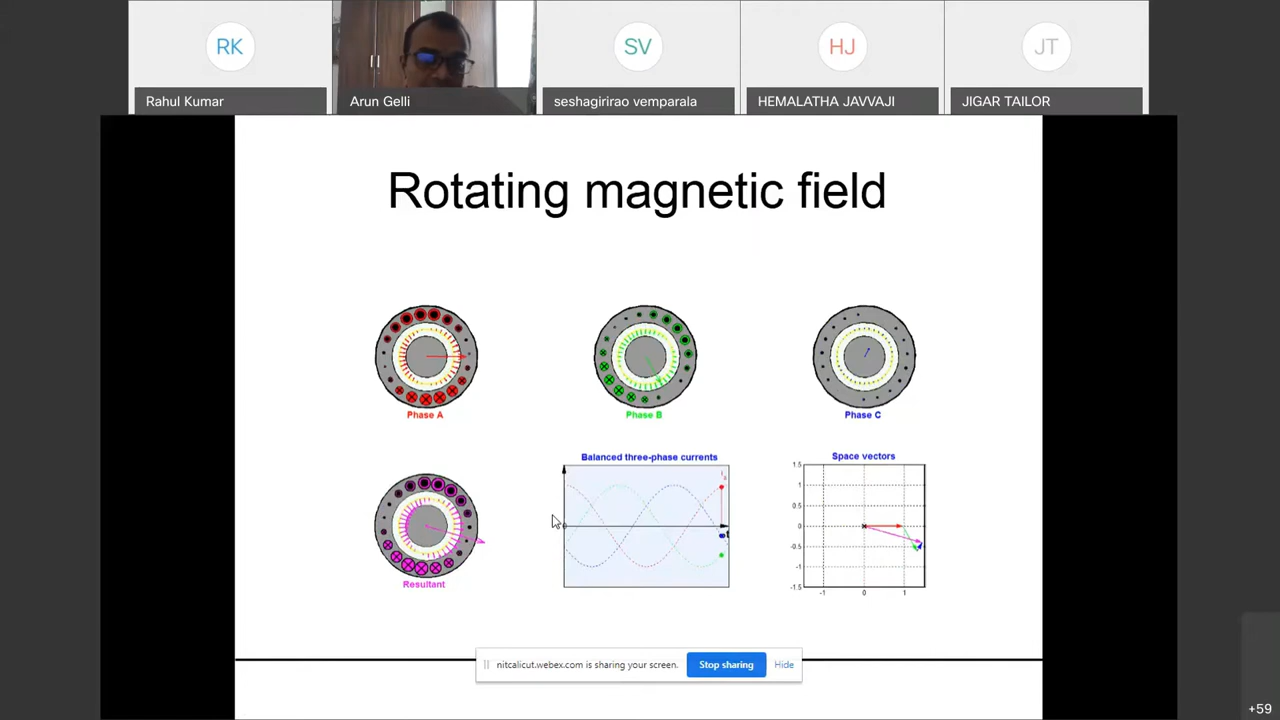 RK
SV
HJ
JT
Rahul Kumar
Arun Gelli
seshagirirao vemparala
HEMALATHA JAVVAJI
JIGAR TAILOR
Rotating magnetic field
Phase A
Phase B
Phase C
Balanced three-phase currents
Space vectors
1.5
1
0.5
0
-0.5
-1
-1.5
-1
0
1
0
t
Resultant
nitcalicut.webex.com is sharing your screen.
Stop sharing
Hide
+59